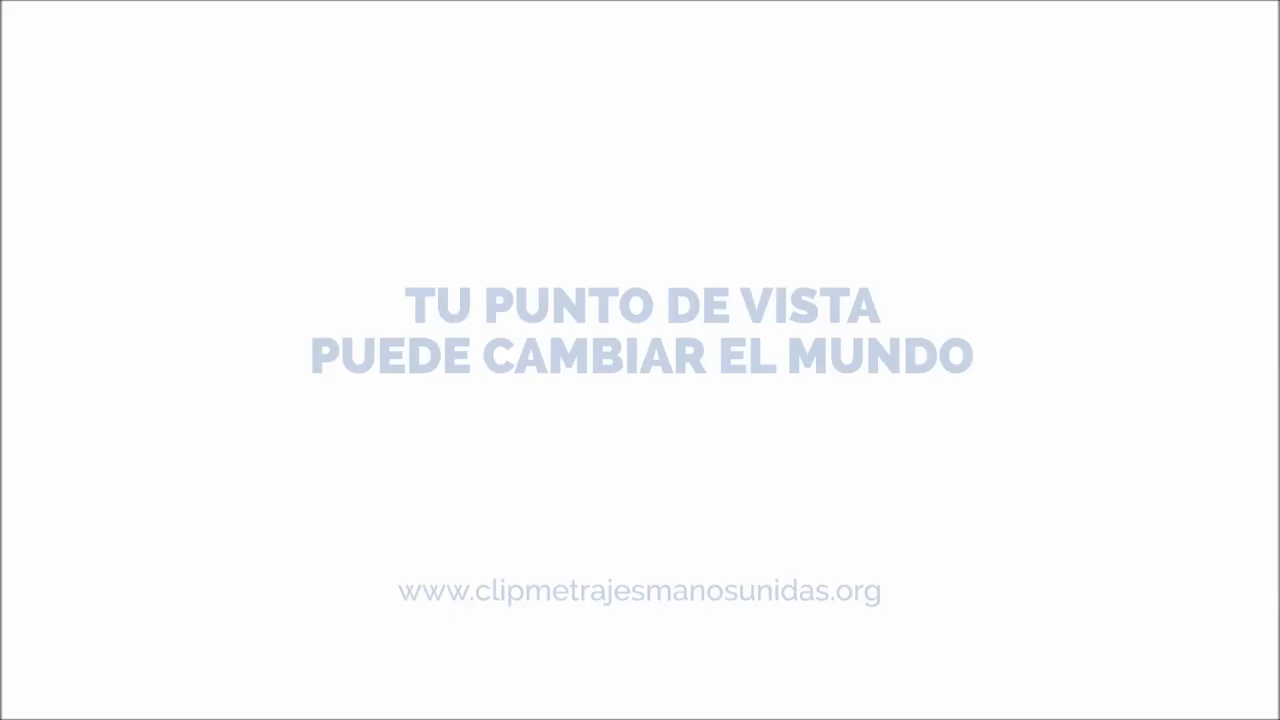 TU PUNTO DE VISTA
PUEDE CAMBIAR EL MUNDO
www.clipmetrajesmanosunidas.org